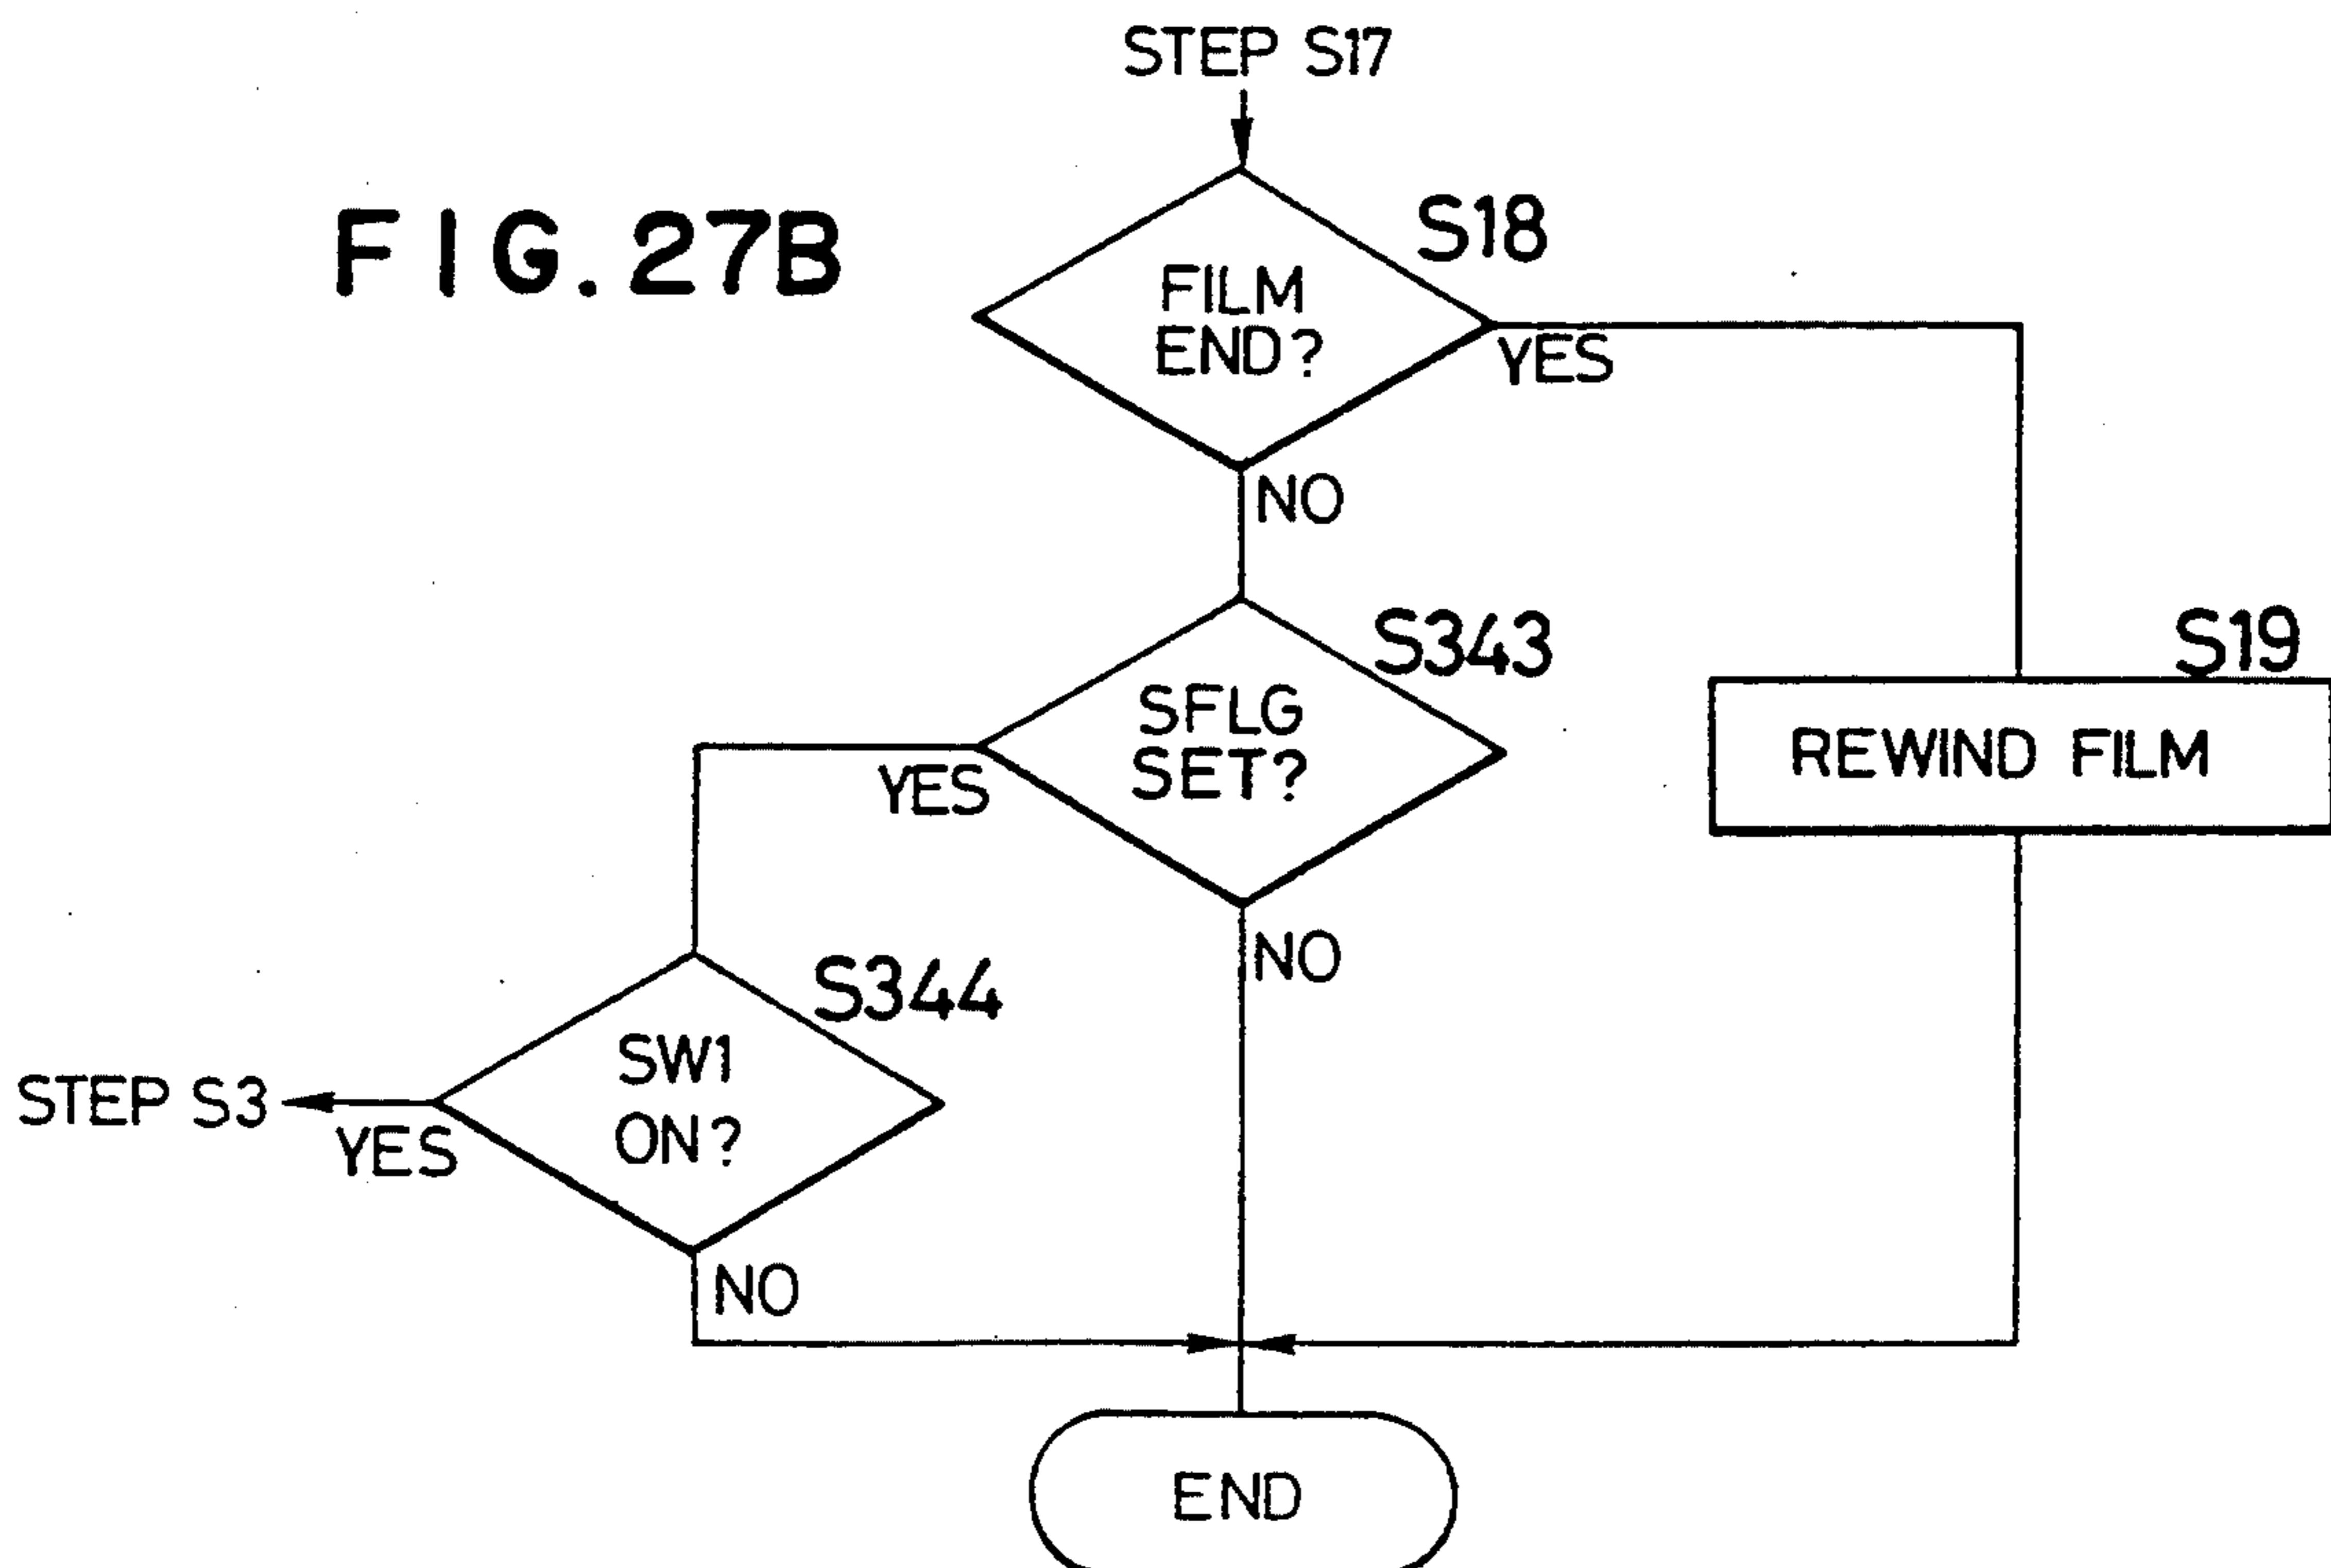 STEP S17
FIG. 27B
S18
FILM
END?
YES
NO
S343
SFLG
SET?
YES
NO
S19
REWIND FILM
S344
SW1
ON?
STEP S3
YES
NO
END